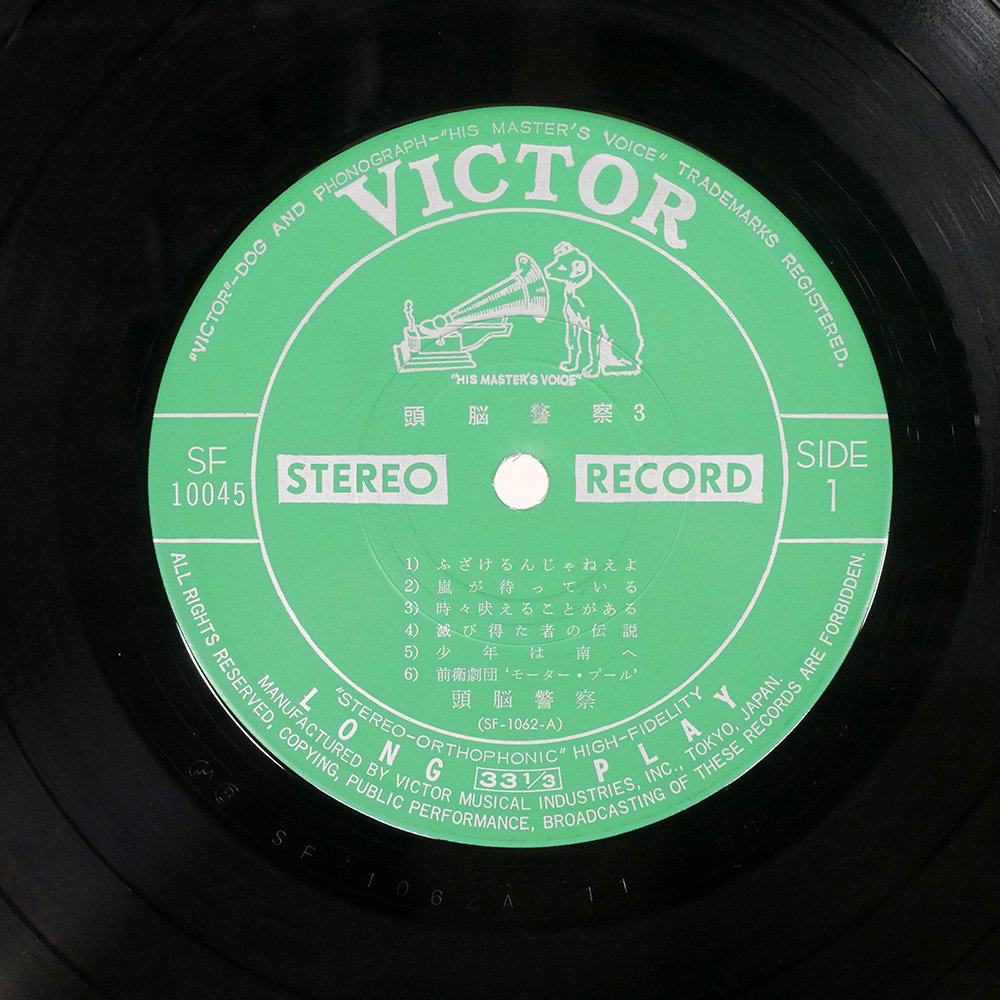 "VICTOR"-DOG AND PHONOGRAPH-"HIS MASTER'S VOICE" TRADEMARKS REGISTERED.
VICTOR
"HIS MASTER'S VOICE"
頭脳警察3
SF
10045
STEREO RECORD
SIDE
1
1) ふざけるんじゃねえよ
2) 嵐が待っている
3) 時々吠えることがある
4) 滅び得た者の伝説
5) 少年は南へ
6) 前衛劇団‘モーター・プール’
頭脳警察
(SF-1062-A)
"STEREO-ORTHOPHONIC" HIGH-FIDELITY
LONG 33 1/3 PLAY
MANUFACTURED BY VICTOR MUSICAL INDUSTRIES, INC., TOKYO, JAPAN.
ALL RIGHTS RESERVED, COPYING, PUBLIC PERFORMANCE, BROADCASTING OF THESE RECORDS ARE FORBIDDEN.
SF 1062A 11